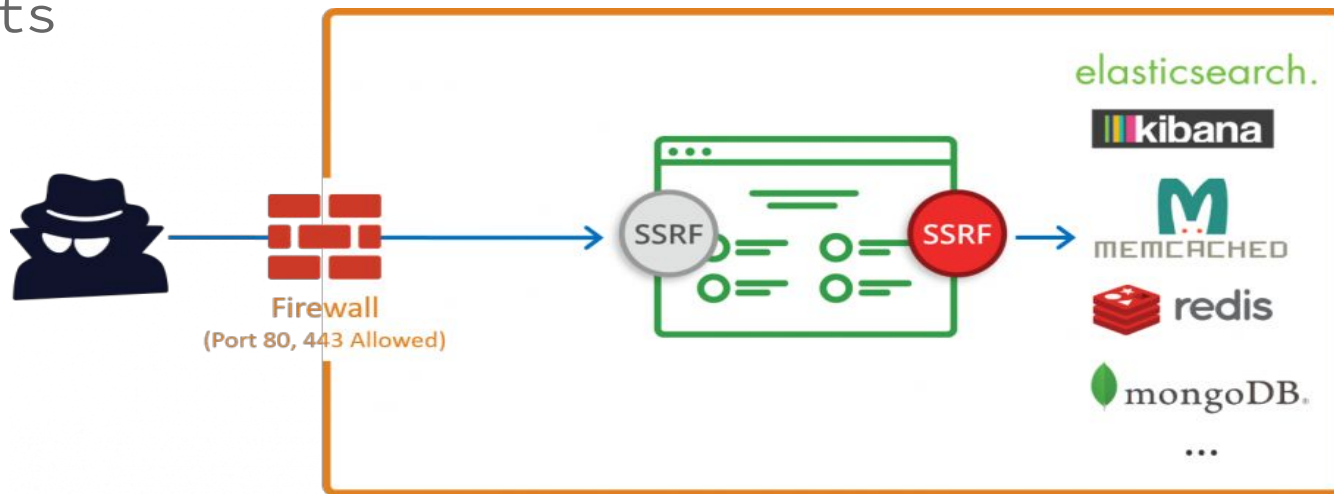 ts
elasticsearch.
kibana
MEMCACHED
SSRF
SSRF
redis
Firewall
(Port 80, 443 Allowed)
mongoDB®
...